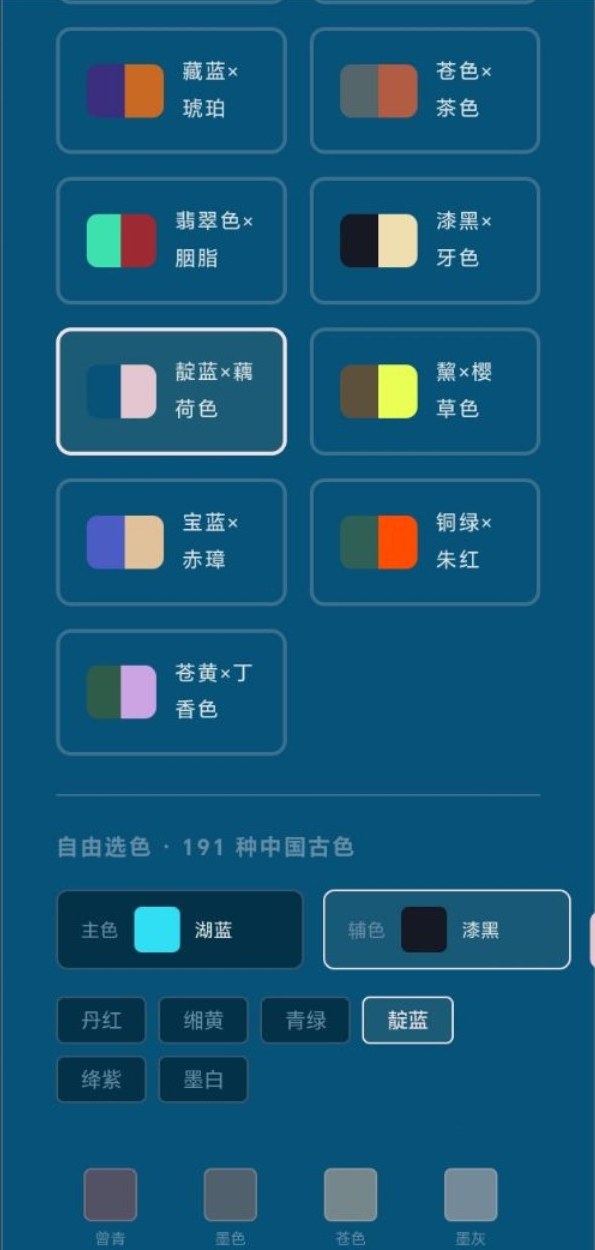 藏蓝×
琥珀
苍色×
茶色
翡翠色×
胭脂
漆黑×
牙色
靛蓝×藕
荷色
黧×樱
草色
宝蓝×
赤璋
铜绿×
朱红
苍黄×丁
香色
自由选色 · 191 种中国古色
主色 湖蓝
辅色 漆黑
丹红 缃黄 青绿 靛蓝
绛紫 墨白
曾青 墨色 苍色 墨灰